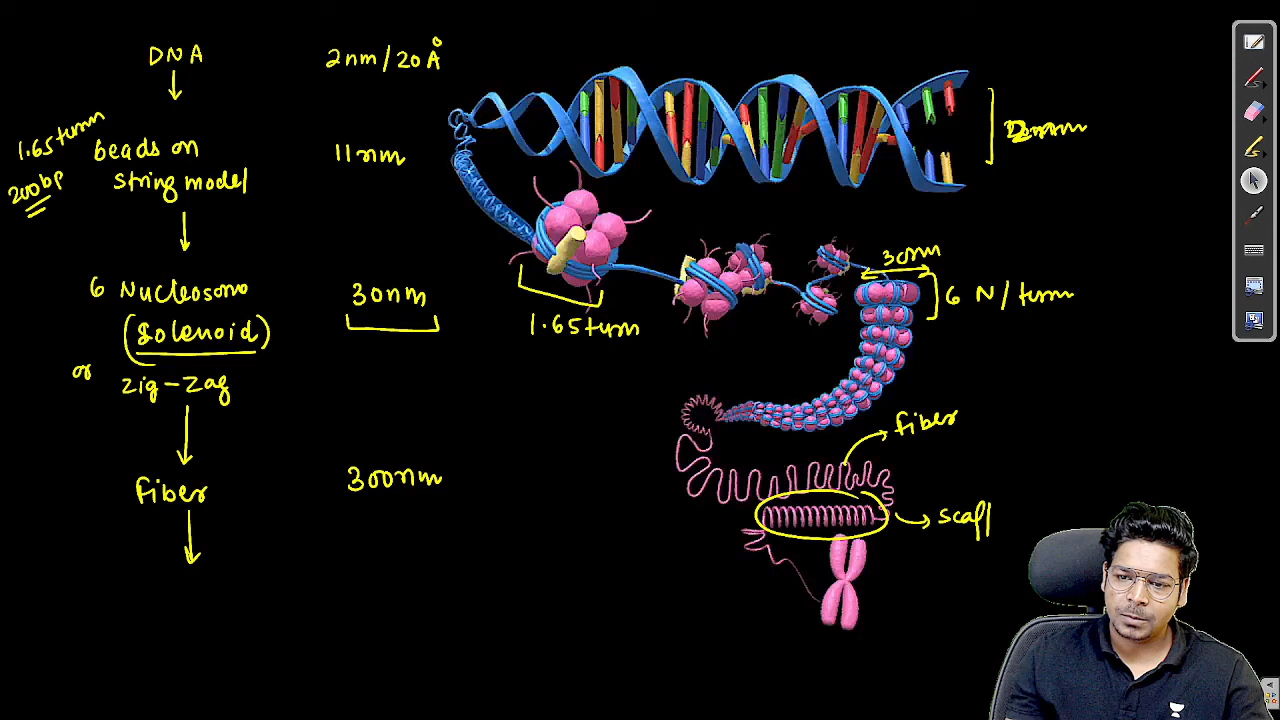 DNA
2nm/20Å
1.65 turn
200bp
beads on
string model
11nm
6 Nucleosome
(Solenoid)
or
zig-zag
30nm
Fiber
300nm
1.65 turn
30nm
6 N/turn
fiber
scaff